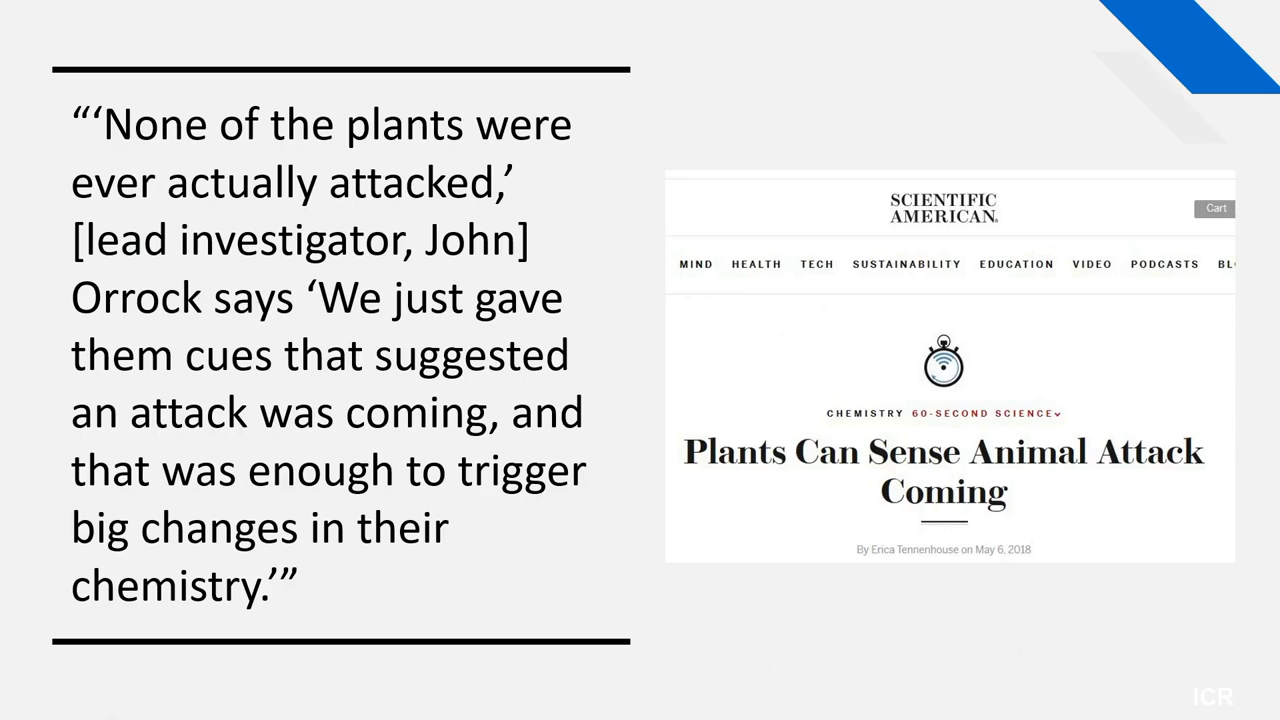 “‘None of the plants were
ever actually attacked,’
[lead investigator, John]
Orrock says ‘We just gave
them cues that suggested
an attack was coming, and
that was enough to trigger
big changes in their
chemistry.’”
SCIENTIFIC
AMERICAN®
Cart
MIND HEALTH TECH SUSTAINABILITY EDUCATION VIDEO PODCASTS BL
CHEMISTRY 60-SECOND SCIENCE
Plants Can Sense Animal Attack
Coming
By Erica Tennenhouse on May 6, 2018
ICR